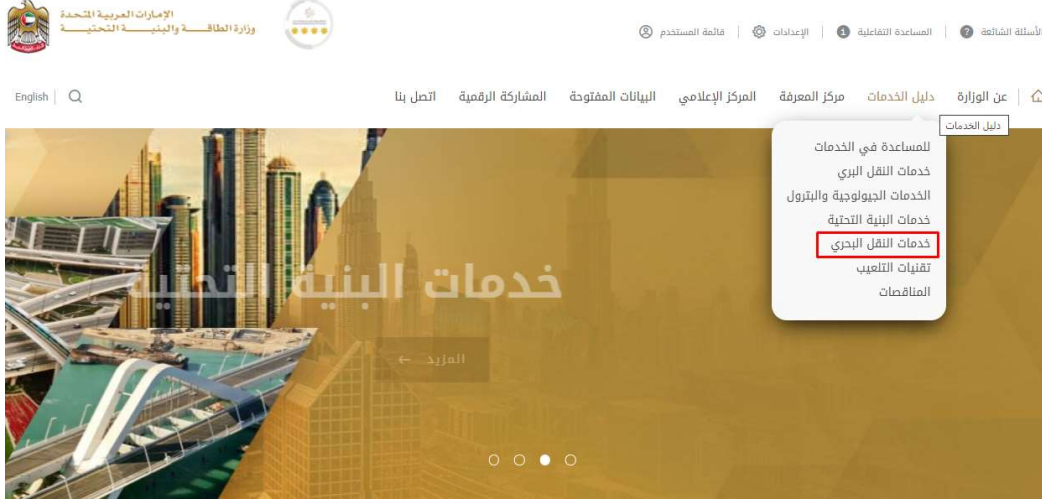 الإمارات العربية المتحدة
وزارة الطاقة والبنية التحتية
الأسئلة الشائعة
المساعدة التفاعلية
الإعدادات
قائمة المستخدم
عن الوزارة
دليل الخدمات
مركز المعرفة
المركز الإعلامي
البيانات المفتوحة
المشاركة الرقمية
اتصل بنا
English
دليل الخدمات
للمساعدة في الخدمات
خدمات النقل البري
الخدمات الجيولوجية والبترول
خدمات البنية التحتية
خدمات النقل البحري
تقنيات التلعيب
المناقصات
خدمات البنية التحتية
المزيد ←